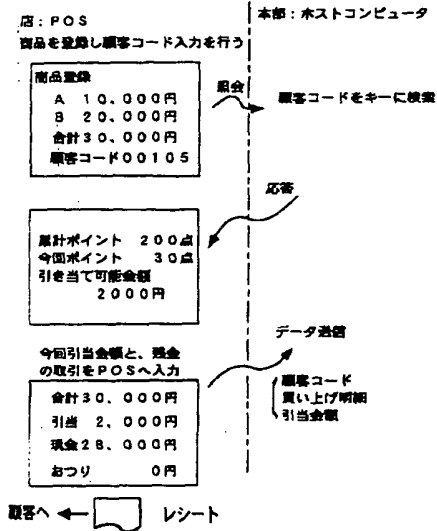 店:POS
商品を登録し顧客コード入力を行う
本部:ホストコンピュータ
商品登録
A 10,000円
B 20,000円
合計30,000円
顧客コード00105
照会
顧客コードをキーに検索
応答
累計ポイント 200点
今回ポイント 30点
引き当て可能金額
2000円
今回引当金額と、残金
の取引をPOSへ入力
データ送信
顧客コード
買い上げ明細
引当金額
合計30,000円
引当 2,000円
現金28,000円
おつり 0円
顧客へ
レシート